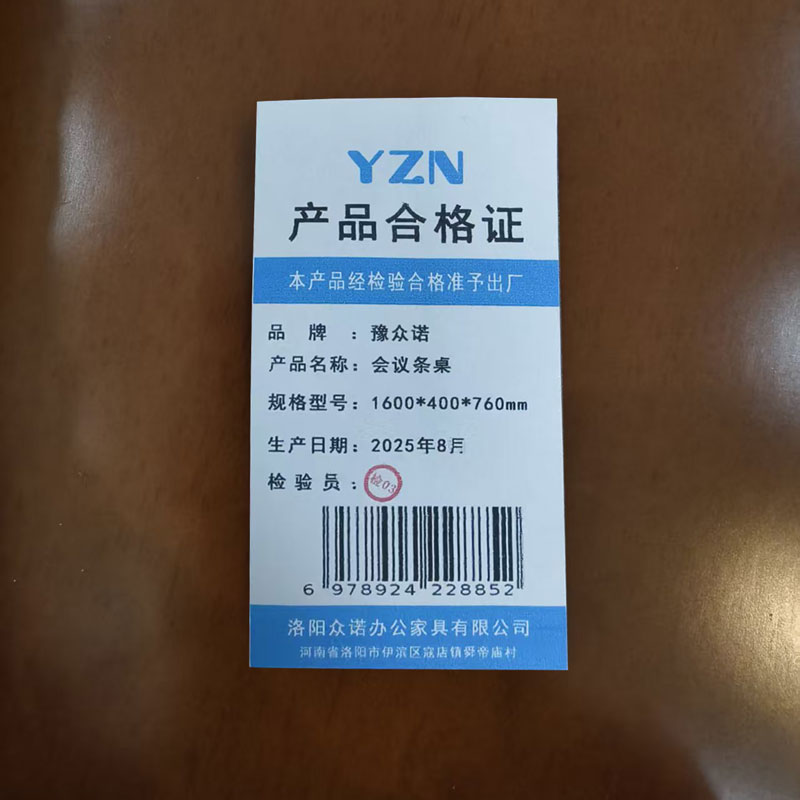 YZN
产品合格证
本产品经检验合格准予出厂
品 牌 ：豫众诺
产品名称：会议条桌
规格型号：1600*400*760mm
生产日期：2025年8月
检 验 员 ：检03
6 978924 228852
洛阳众诺办公家具有限公司
河南省洛阳市伊滨区寇店镇舜帝庙村